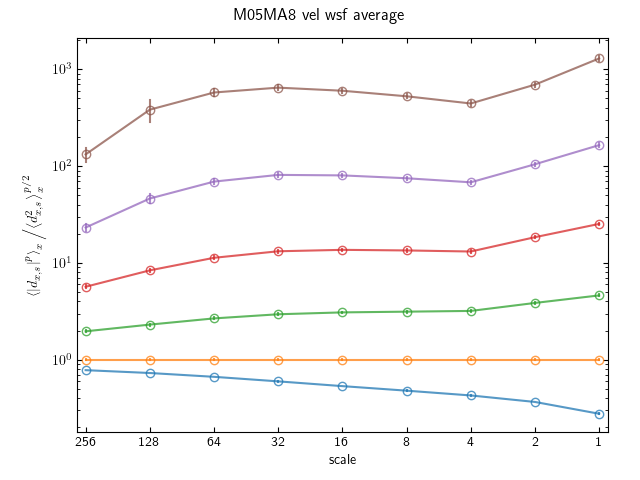 M05MA8 vel wsf average
⟨|d_{x,s}|^p⟩_x / ⟨d²_{x,s}⟩_x^{p/2}
10³
10²
10¹
10⁰
256 128 64 32 16 8 4 2 1
scale